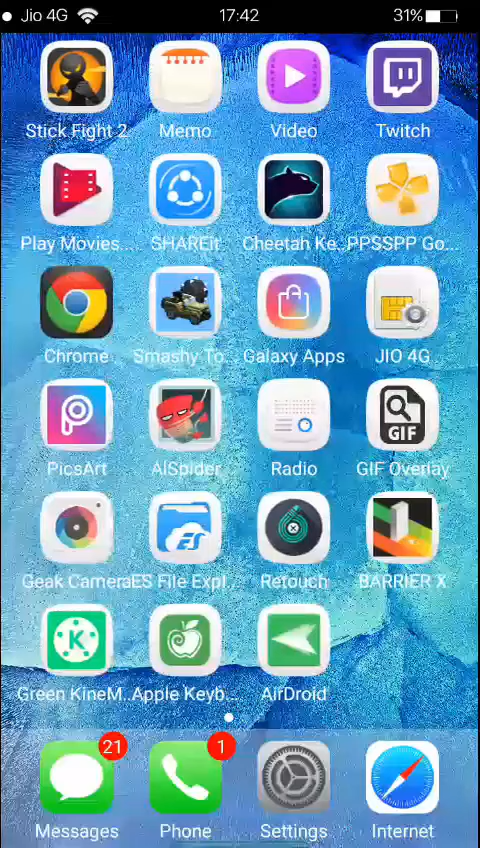 Jio 4G 17:42 31%
Stick Fight 2 Memo Video Twitch
Play Movies... SHAREit Cheetah Ke... PPSSPP Go...
Chrome Smashy To... Galaxy Apps JIO 4G
GIF
PicsArt AISpider Radio GIF Overlay
Geak Camera ES File Expl... Retouch BARRIER X
K
Green KineM... Apple Keyb... AirDroid
21 1
Messages Phone Settings Internet